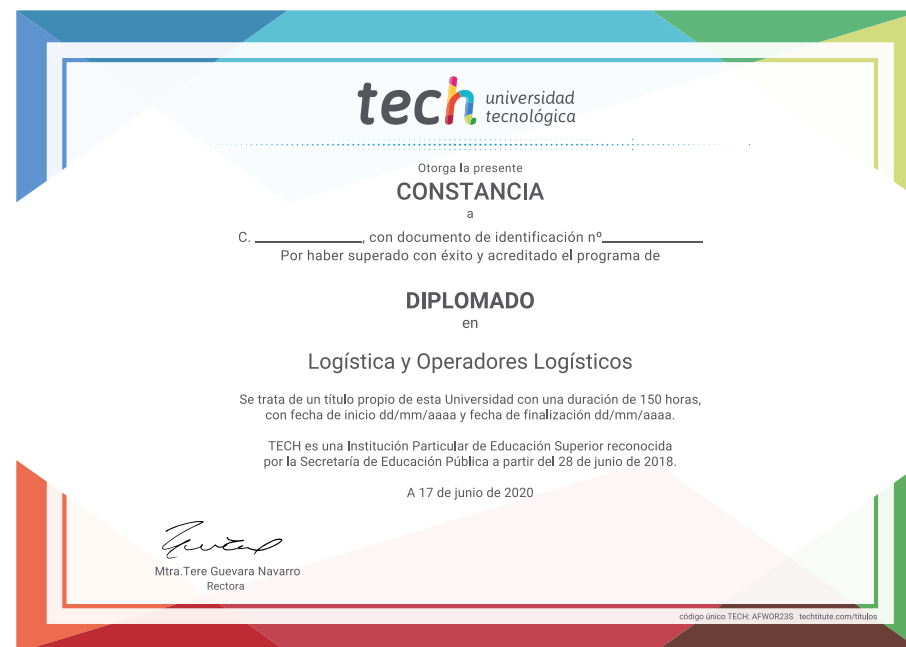 tech universidad
tecnológica
Otorga la presente
CONSTANCIA
a
C. ______________, con documento de identificación nº______________
Por haber superado con éxito y acreditado el programa de
DIPLOMADO
en
Logística y Operadores Logísticos
Se trata de un título propio de esta Universidad con una duración de 150 horas,
con fecha de inicio dd/mm/aaaa y fecha de finalización dd/mm/aaaa.
TECH es una Institución Particular de Educación Superior reconocida
por la Secretaría de Educación Pública a partir del 28 de junio de 2018.
A 17 de junio de 2020
Mtra.Tere Guevara Navarro
Rectora
código único TECH: AFWOR23S techtitute.com/titulos